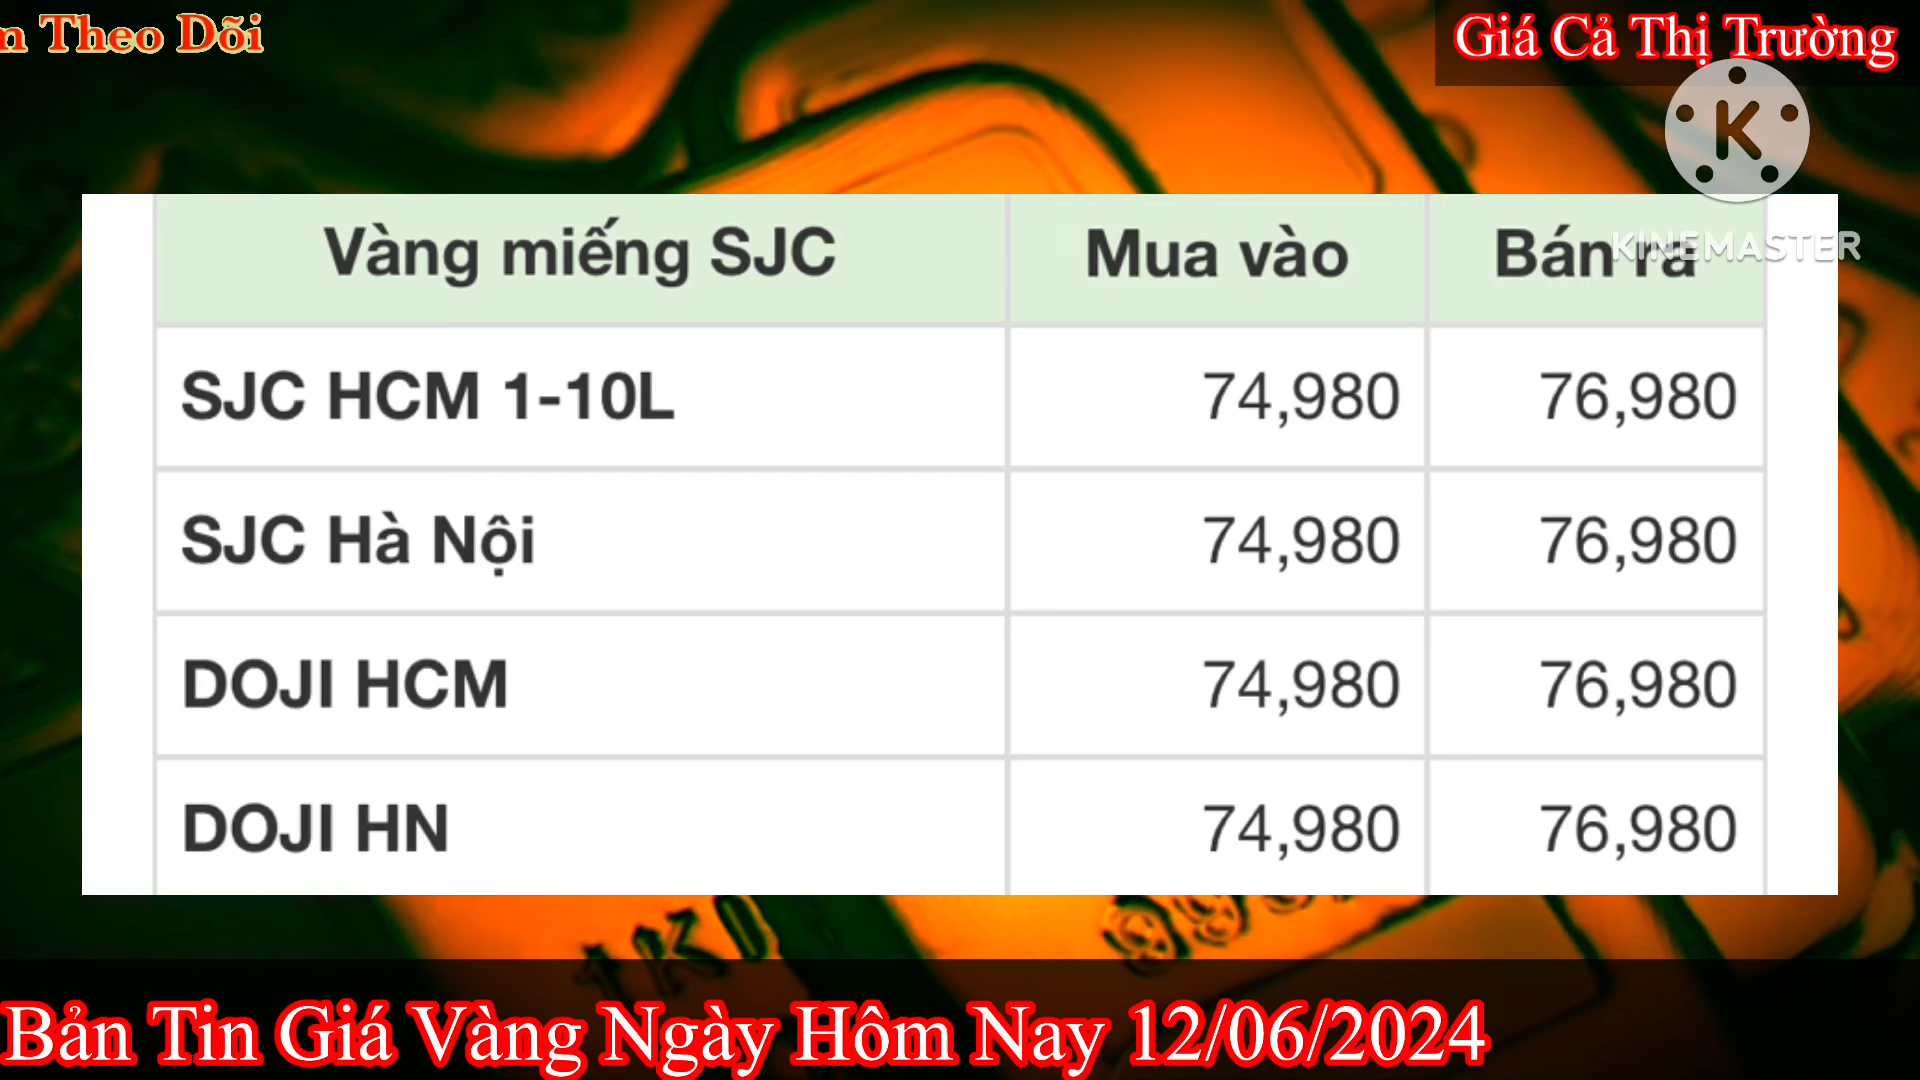 Theo Dõi
Giá Cả Thị Trường
K
KINEMASTER
Vàng miếng SJC Mua vào Bán ra
SJC HCM 1-10L 74,980 76,980
SJC Hà Nội 74,980 76,980
DOJI HCM 74,980 76,980
DOJI HN 74,980 76,980
1KO
Bản Tin Giá Vàng Ngày Hôm Nay 12/06/2024